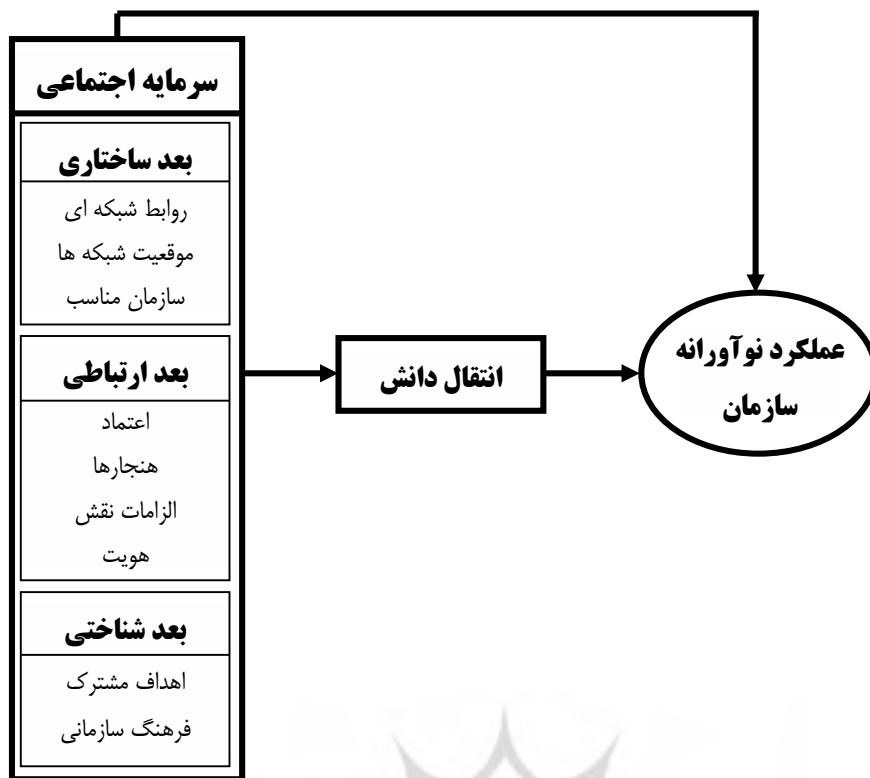 سرمایه اجتماعی
بعد ساختاری
روابط شبکه ای
موقعیت شبکه ها
سازمان مناسب
بعد ارتباطی
اعتماد
هنجارها
الزامات نقش
هویت
بعد شناختی
اهداف مشترک
فرهنگ سازمانی
انتقال دانش
عملکرد نوآورانه
سازمان